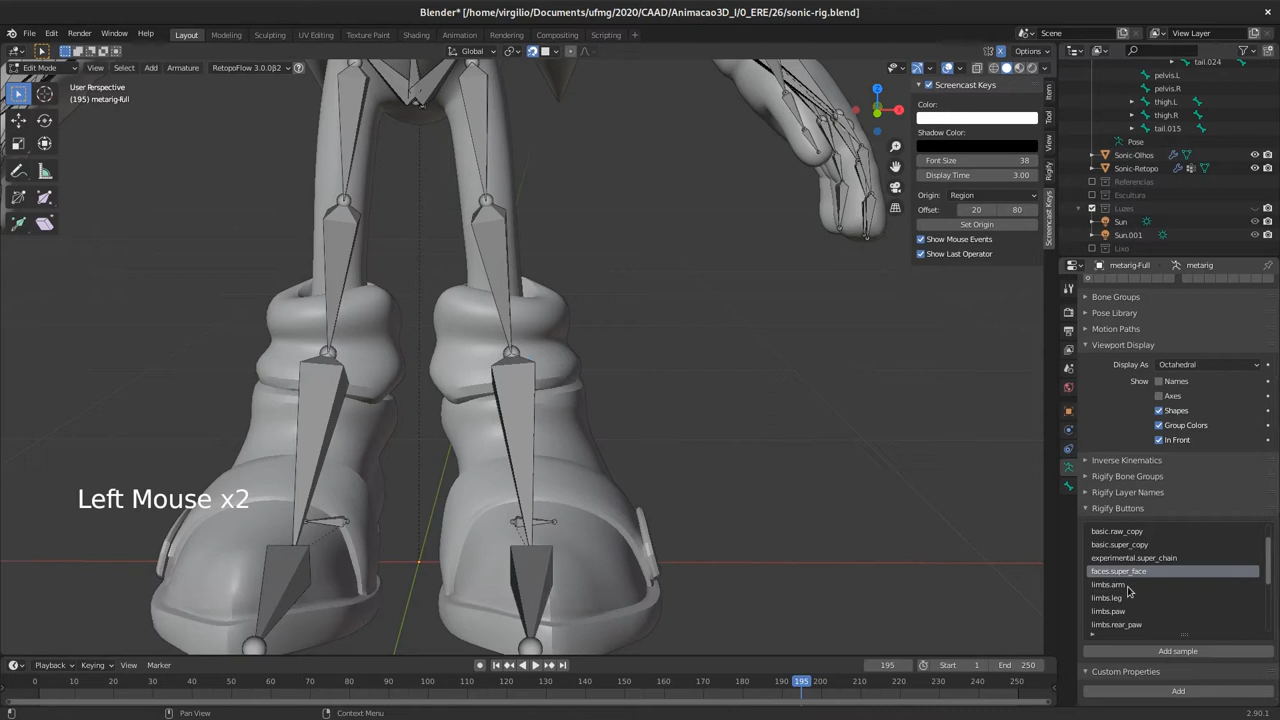 Blender* [/home/virgilio/Documents/ufmg/2020/CAAD/Animacao3D_I/0_ERE/26/sonic-rig.blend]
File Edit Render Window Help Layout Modeling Sculpting UV Editing Texture Paint Shading Animation Rendering Compositing Scripting + Scene View Layer
Global Options
Edit Mode View Select Add Armature RetopoFlow 3.0.0β2
User Perspective
(195) metarig-Full
Screencast Keys
Color:
Shadow Color:
Font Size 38
Display Time 3.00
Origin: Region
Offset: 20 80
Set Origin
Show Mouse Events
Show Last Operator
Item
Tool
View
Rigify
Screencast Keys
X
Z
tail.024
pelvis.L
pelvis.R
thigh.L
thigh.R
tail.015
Pose
Sonic-Olhos
Sonic-Retopo
Referencias
Escultura
Luzes
Sun
Sun.001
Lixo
metarig-Full metarig
Bone Groups
Pose Library
Motion Paths
Viewport Display
Display As Octahedral
Show Names
Axes
Shapes
Group Colors
In Front
Inverse Kinematics
Rigify Bone Groups
Rigify Layer Names
Rigify Buttons
basic.raw_copy
basic.super_copy
experimental.super_chain
faces.super_face
limbs.arm
limbs.leg
limbs.paw
limbs.rear_paw
Add sample
Custom Properties
Add
Left Mouse x2
Playback Keying View Marker 195 Start 1 End 250
0 10 20 30 40 50 60 70 80 90 100 110 120 130 140 150 160 170 180 190 195 200 210 220 230 240 250
Select Pan View Context Menu 2.90.1